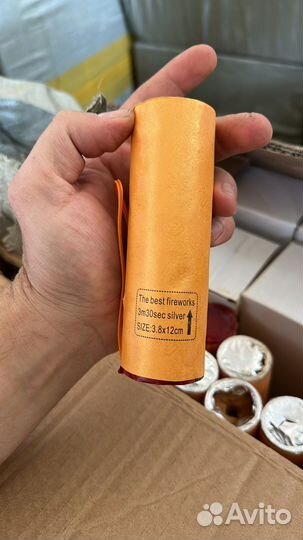 The best fireworks
3m30sec silver
SIZE:3.8x12cm
Avito